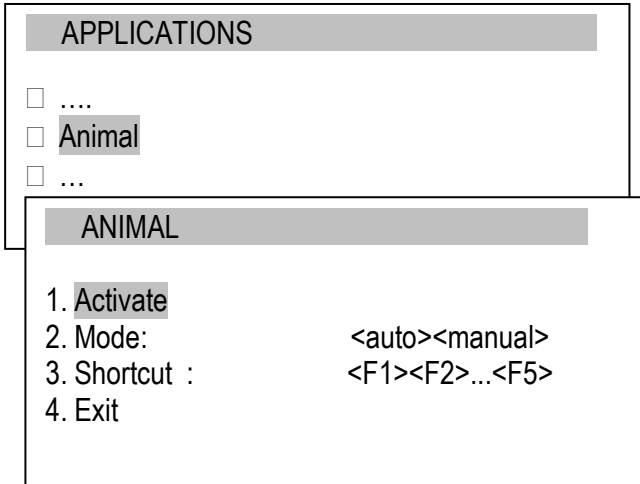 APPLICATIONS
□ ....
□ Animal
□ ...
ANIMAL
1. Activate
2. Mode: <auto><manual>
3. Shortcut : <F1><F2>...<F5>
4. Exit